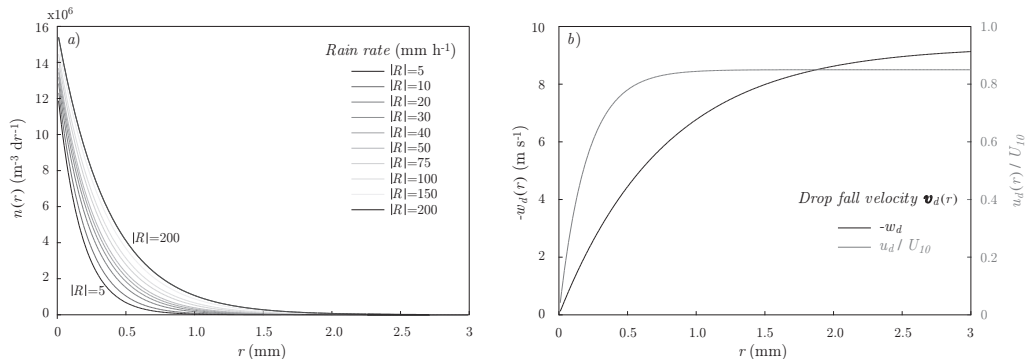 x10⁶
16
14
12
10
8
6
4
2
0
n(r) (m⁻³ dr⁻¹)
a)
Rain rate (mm h⁻¹)
|R|=5
|R|=10
|R|=20
|R|=30
|R|=40
|R|=50
|R|=75
|R|=100
|R|=150
|R|=200
|R|=200
|R|=5
0 0.5 1.0 1.5 2.0 2.5 3
r (mm)
10
8
6
4
2
0
-w_d(r) (m s⁻¹)
b)
Drop fall velocity v_d(r)
-w_d
u_d / U₁₀
1.0
0.8
0.6
0.4
0.2
0
u_d(r) / U₁₀
0 0.5 1.0 1.5 2.0 2.5 3
r (mm)